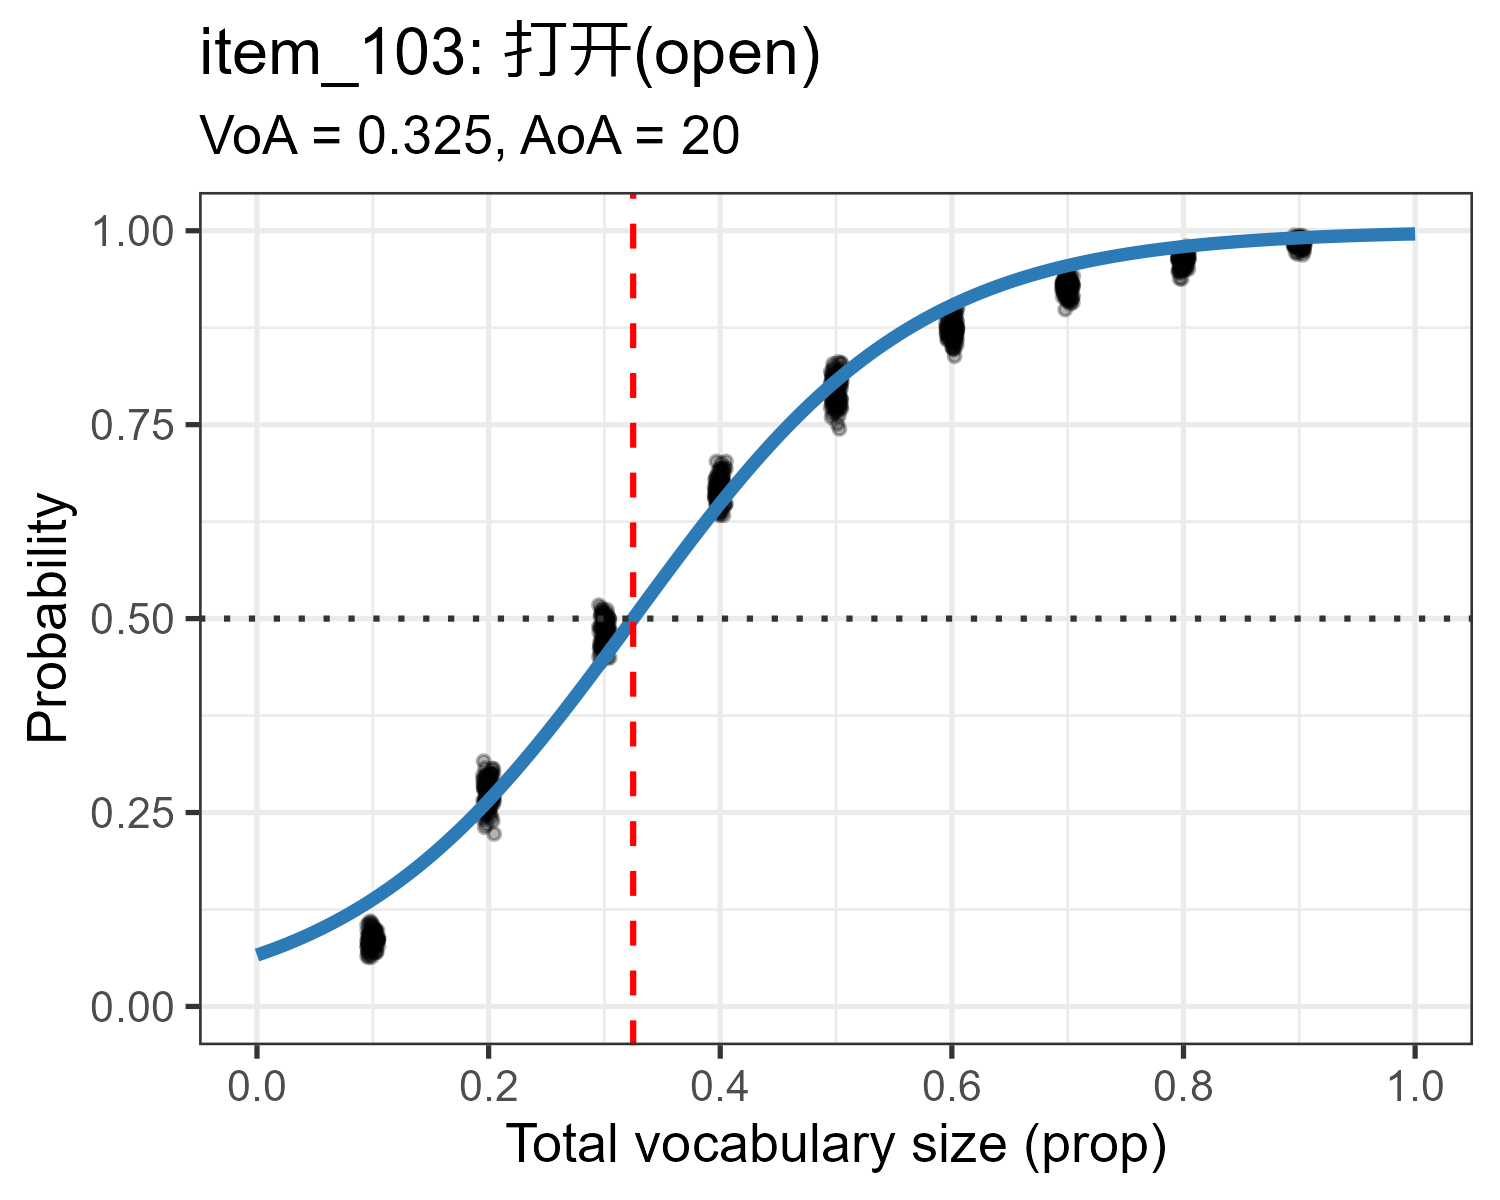 item_103: 打开(open)
VoA = 0.325, AoA = 20
1.00
0.75
0.50
0.25
0.00
Probability
0.0 0.2 0.4 0.6 0.8 1.0
Total vocabulary size (prop)